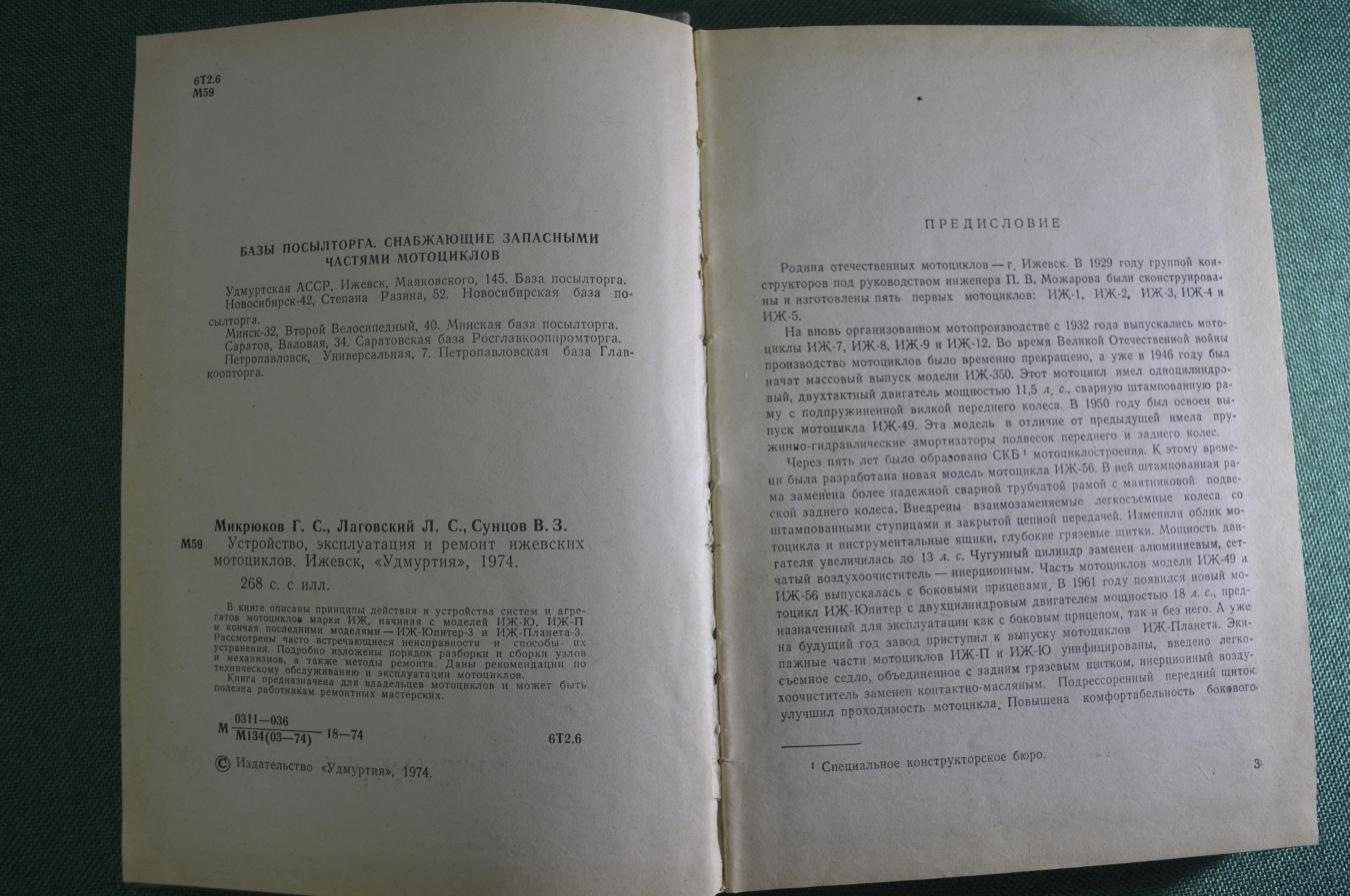 6Т2.6
М59
БАЗЫ ПОСЫЛТОРГА, СНАБЖАЮЩИЕ ЗАПАСНЫМИ
ЧАСТЯМИ МОТОЦИКЛОВ
Удмуртская АССР, Ижевск, Маяковского, 145. База посылторга.
Новосибирск-42, Степана Разина, 52. Новосибирская база по-
сылторга.
Минск-32, Второй Велосипедный, 40. Минская база посылторга.
Саратов, Валовая, 34. Саратовская база Росглавкоопромторга.
Петропавловск, Универсальная, 7. Петропавловская база Глав-
коопторга.
Микрюков Г. С., Лаговский Л. С., Сунцов В. З.
М59 Устройство, эксплуатация и ремонт ижевских
мотоциклов. Ижевск, «Удмуртия», 1974.
268 с. с илл.
В книге описаны принципы действия и устройства систем и агре-
гатов мотоциклов марки ИЖ, начиная с моделей ИЖ-Ю, ИЖ-П
и кончая последними моделями — ИЖ-Юпитер-3 и ИЖ-Планета-3.
Рассмотрены часто встречающиеся неисправности и способы их
устранения. Подробно изложены порядок разборки и сборки узлов
и механизмов, а также методы ремонта. Даны рекомендации по
техническому обслуживанию и эксплуатации мотоциклов.
Книга предназначена для владельцев мотоциклов и может быть
полезна работникам ремонтных мастерских.
М 0311—036
М134(03—74) 18—74
6Т2.6
© Издательство «Удмуртия», 1974.
ПРЕДИСЛОВИЕ
Родина отечественных мотоциклов — г. Ижевск. В 1929 году группой кон-
структоров под руководством инженера П. В. Можарова были сконструирова-
ны и изготовлены пять первых мотоциклов: ИЖ-1, ИЖ-2, ИЖ-3, ИЖ-4 и
ИЖ-5.
На вновь организованном мотопроизводстве с 1932 года выпускались мото-
циклы ИЖ-7, ИЖ-8, ИЖ-9 и ИЖ-12. Во время Великой Отечественной войны
производство мотоциклов было временно прекращено, а уже в 1946 году был
начат массовый выпуск модели ИЖ-350. Этот мотоцикл имел одноцилиндро-
вый, двухтактный двигатель мощностью 11,5 л. с., сварную штампованную ра-
му с подпружиненной вилкой переднего колеса. В 1950 году был освоен вы-
пуск мотоцикла ИЖ-49. Эта модель в отличие от предыдущей имела пру-
жинно-гидравлические амортизаторы подвесок переднего и заднего колес.
Через пять лет было образовано СКБ¹ мотоциклостроения. К этому време-
ни была разработана новая модель мотоцикла ИЖ-56. В ней штампованная ра-
ма заменена более надежной сварной трубчатой рамой с маятниковой подве-
ской заднего колеса. Внедрены взаимозаменяемые легкосъемные колеса со
штампованными ступицами и закрытой цепной передачей. Изменили облик мо-
тоцикла и инструментальные ящики, глубокие грязевые щитки. Мощность дви-
гателя увеличилась до 13 л. с. Чугунный цилиндр заменен алюминиевым, сет-
чатый воздухоочиститель — инерционным. Часть мотоциклов модели ИЖ-49 и
ИЖ-56 выпускалась с боковыми прицепами. В 1961 году появился новый мо-
тоцикл ИЖ-Юпитер с двухцилиндровым двигателем мощностью 18 л. с., пред-
назначенный для эксплуатации как с боковым прицепом, так и без него. А уже
на будущий год завод приступил к выпуску мотоциклов ИЖ-Планета. Эки-
пажные части мотоциклов ИЖ-П и ИЖ-Ю унифицированы, введено легко-
съемное седло, объединенное с задним грязевым щитком, инерционный возду-
хоочиститель заменен контактно-масляным. Подрессоренный передний щиток
улучшил проходимость мотоцикла. Повышена комфортабельность бокового
¹ Специальное конструкторское бюро.
3